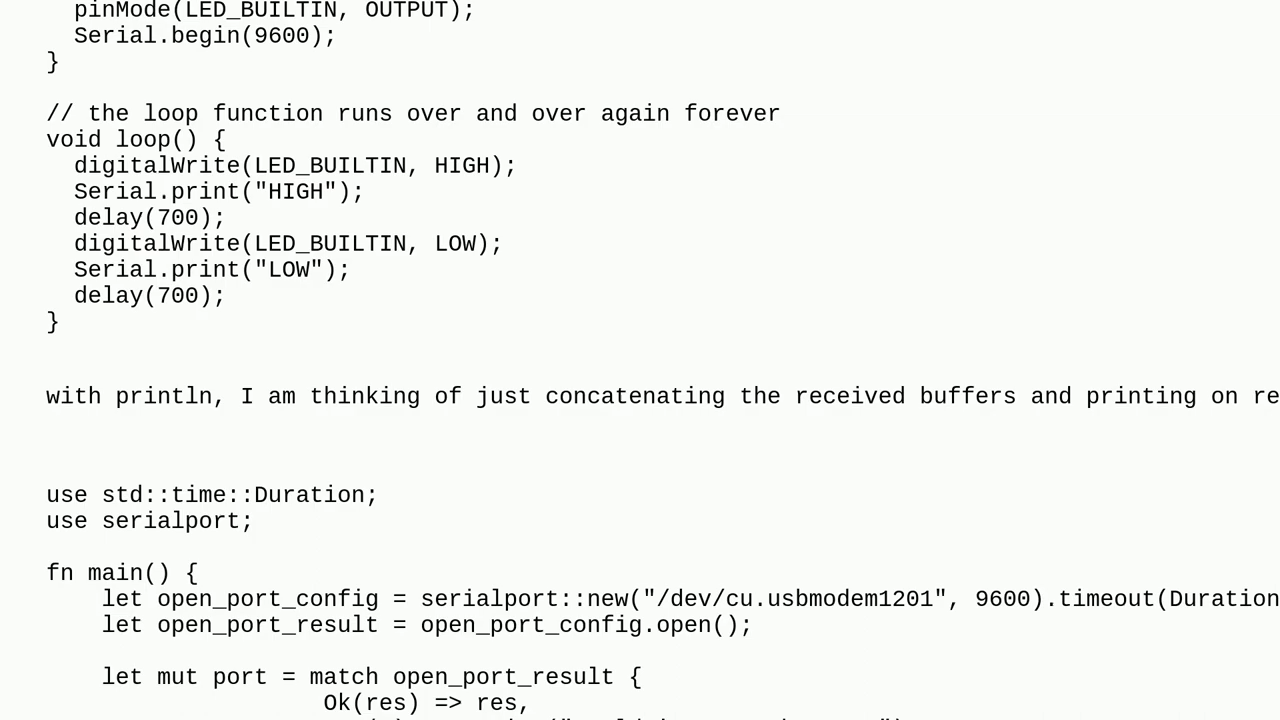 pinMode(LED_BUILTIN, OUTPUT);
Serial.begin(9600);
}
// the loop function runs over and over again forever
void loop() {
digitalWrite(LED_BUILTIN, HIGH);
Serial.print("HIGH");
delay(700);
digitalWrite(LED_BUILTIN, LOW);
Serial.print("LOW");
delay(700);
}
with println, I am thinking of just concatenating the received buffers and printing on re
use std::time::Duration;
use serialport;
fn main() {
let open_port_config = serialport::new("/dev/cu.usbmodem1201", 9600).timeout(Duration
let open_port_result = open_port_config.open();
let mut port = match open_port_result {
Ok(res) => res,